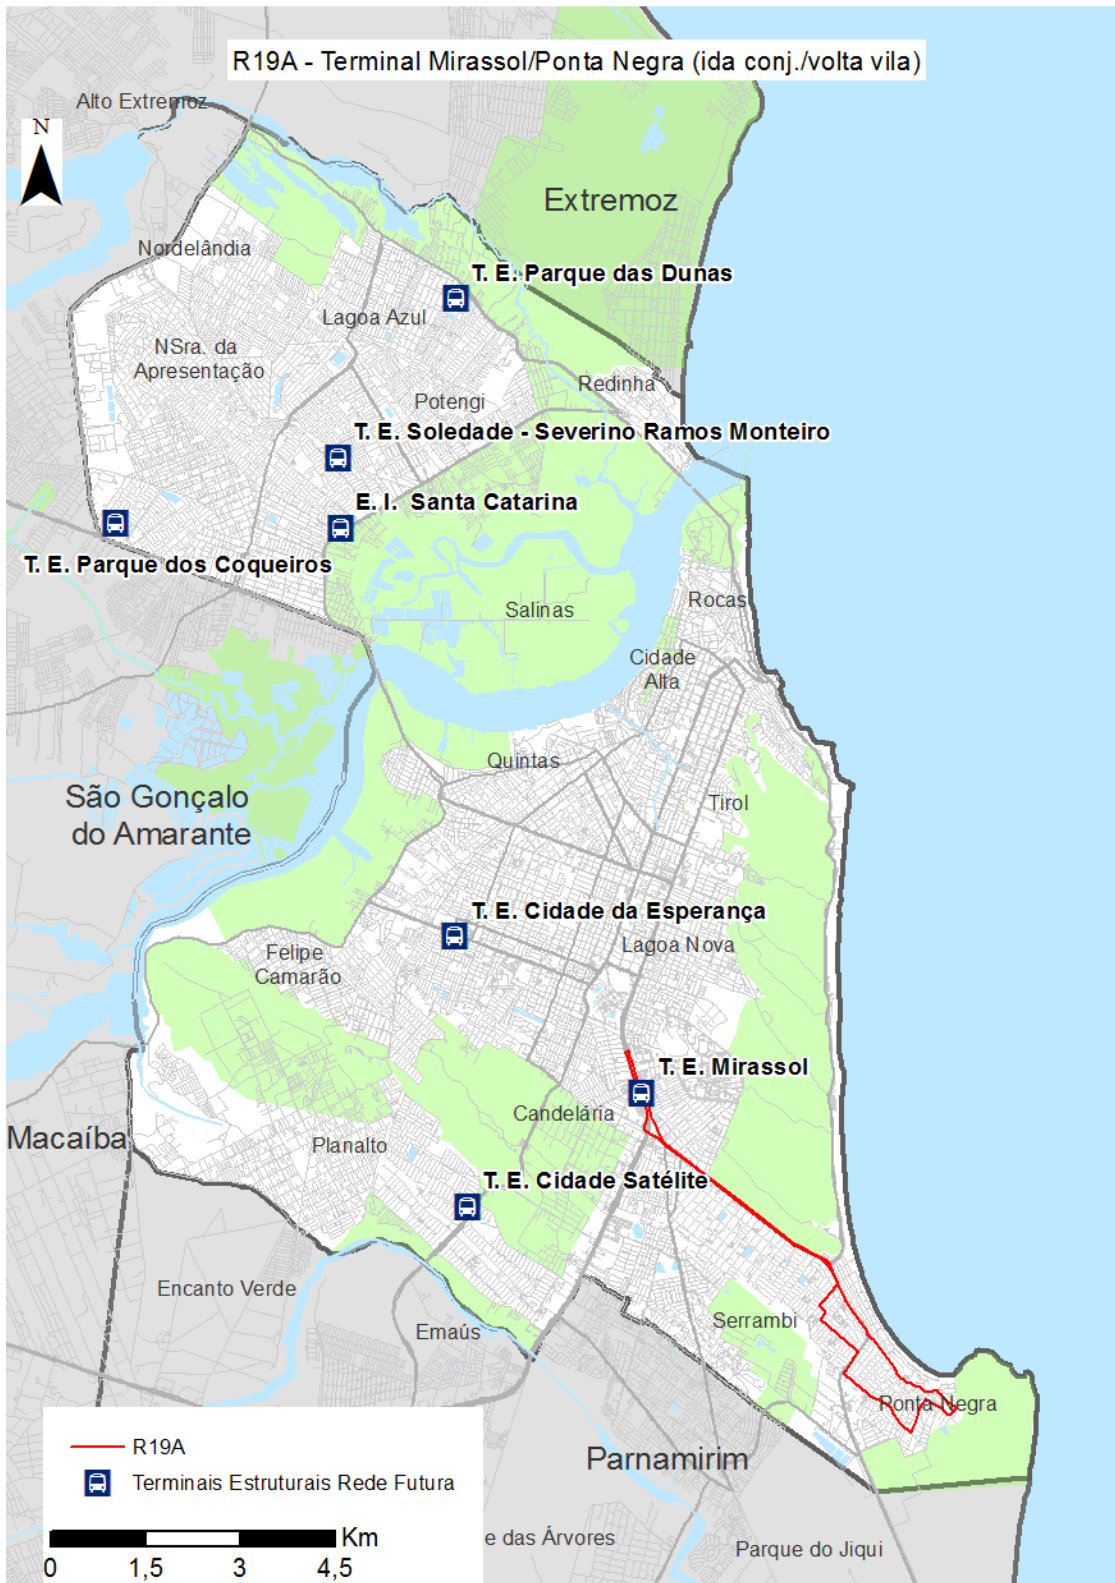 R19A - Terminal Mirassol/Ponta Negra (ida conj./volta vila)
Alto Extremoz
N
Extremoz
Nordelândia
T. E. Parque das Dunas
Lagoa Azul
NSra. da
Apresentação
Redinha
Potengi
T. E. Soledade - Severino Ramos Monteiro
E. I. Santa Catarina
T. E. Parque dos Coqueiros
Salinas
Rocas
Cidade
Alta
Quintas
São Gonçalo
do Amarante
Tirol
T. E. Cidade da Esperança
Lagoa Nova
Felipe
Camarão
T. E. Mirassol
Candelária
Macaíba
Planalto
T. E. Cidade Satélite
Encanto Verde
Emaús
Serrambi
Ponta Negra
Parnamirim
R19A
Terminais Estruturais Rede Futura
Km
0 1,5 3 4,5
e das Árvores
Parque do Jiqui